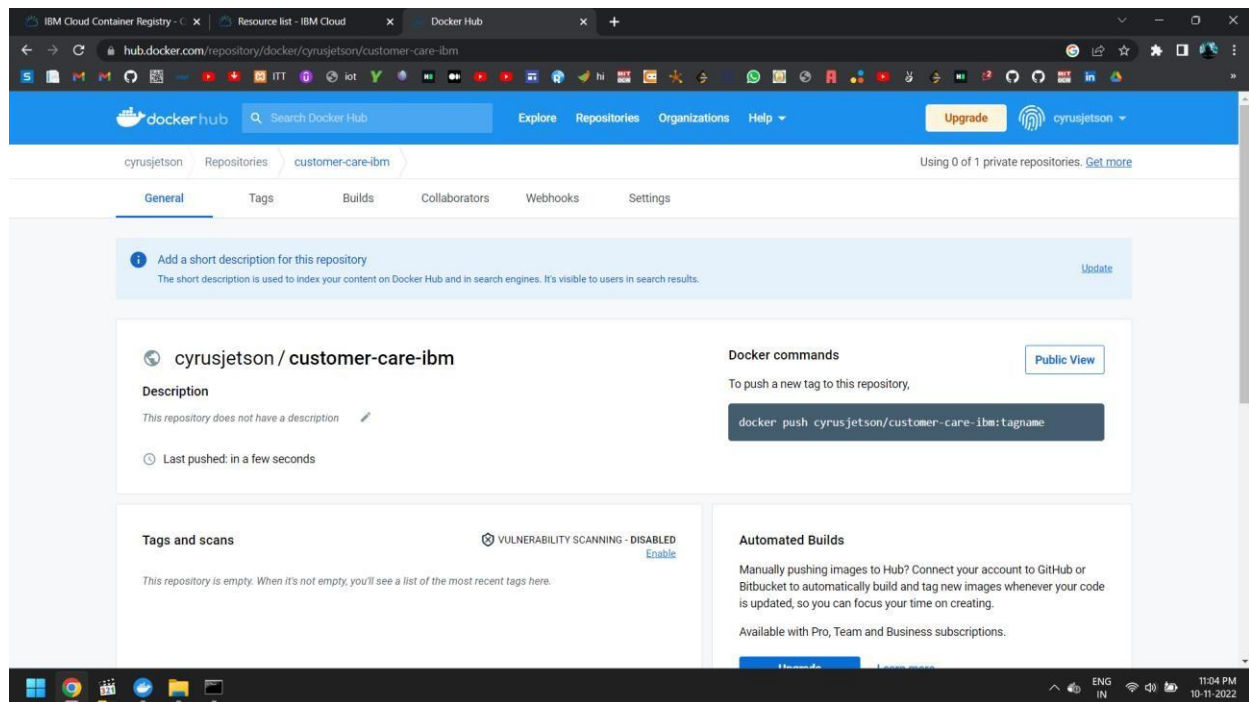 IBM Cloud Container Registry - C
Resource list - IBM Cloud
Docker Hub
hub.docker.com/repository/docker/cyrusjetson/customer-care-ibm
ITT iot Y hi in
dockerhub Search Docker Hub Explore Repositories Organizations Help Upgrade cyrusjetson
cyrusjetson Repositories customer-care-ibm Using 0 of 1 private repositories. Get more
General Tags Builds Collaborators Webhooks Settings
Add a short description for this repository
The short description is used to index your content on Docker Hub and in search engines. It's visible to users in search results.
Update
cyrusjetson / customer-care-ibm
Description
This repository does not have a description
Last pushed: in a few seconds
Docker commands
Public View
To push a new tag to this repository,
docker push cyrusjetson/customer-care-ibm:tagname
Tags and scans
VULNERABILITY SCANNING - DISABLED
Enable
This repository is empty. When it's not empty, you'll see a list of the most recent tags here.
Automated Builds
Manually pushing images to Hub? Connect your account to GitHub or
Bitbucket to automatically build and tag new images whenever your code
is updated, so you can focus your time on creating.
Available with Pro, Team and Business subscriptions.
Upgrade Learn more
ENG
IN
11:04 PM
10-11-2022